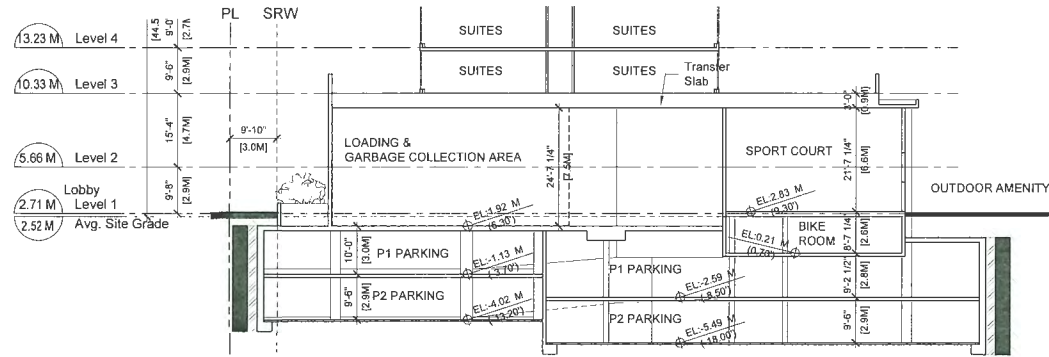 PL SRW
13.23 M Level 4
10.33 M Level 3
5.66 M Level 2
Lobby
2.71 M Level 1
2.52 M Avg. Site Grade
9'-0"
[2.7M
9'-6"
[2.9M]
15'-4"
[4.7M]
9'-8"
[2.9M]
9'-10"
[3.0M]
SUITES SUITES
SUITES SUITES
Transfer
Slab
LOADING &
GARBAGE COLLECTION AREA
24'-7 1/4"
[7.5M]
SPORT COURT
3'-0"
[0.9M]
21'-7 1/4"
[6.6M]
OUTDOOR AMENITY
EL:1.92 M
(6.30')
EL:2.83 M
(9.30')
BIKE
ROOM
EL:0.21 M
(0.70')
8'-7 1/4"
[2.6M]
10'-0"
[3.0M]
P1 PARKING
EL:-1.13 M
(-3.70')
9'-6"
[2.9M]
P2 PARKING
EL:-4.02 M
(-13.20')
P1 PARKING
EL:-2.59 M
(-8.50')
9'-2 1/2"
[2.8M]
P2 PARKING
EL:-5.49 M
(-18.00')
9'-6"
[2.9M]